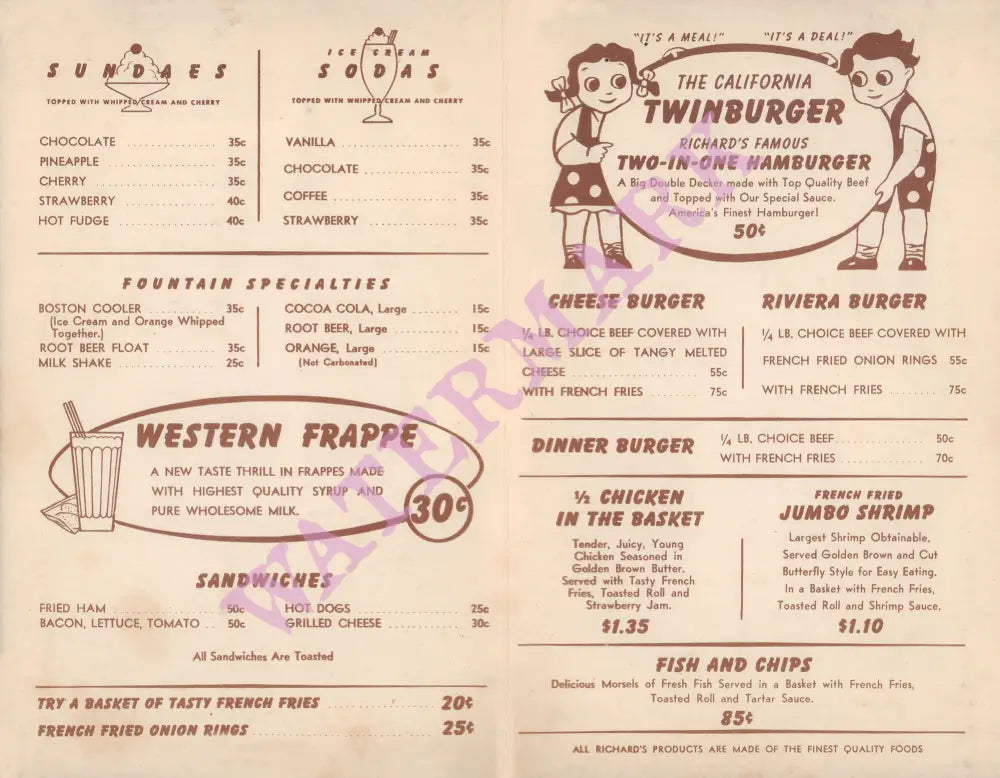 SUNDAES
TOPPED WITH WHIPPED CREAM AND CHERRY
CHOCOLATE .................. 35c
PINEAPPLE .................. 35c
CHERRY .................. 35c
STRAWBERRY .................. 40c
HOT FUDGE .................. 40c
ICE CREAM
SODAS
TOPPED WITH WHIPPED CREAM AND CHERRY
VANILLA .................. 35c
CHOCOLATE .................. 35c
COFFEE .................. 35c
STRAWBERRY .................. 35c
FOUNTAIN SPECIALTIES
BOSTON COOLER .......... 35c
(Ice Cream and Orange Whipped
Together.)
ROOT BEER FLOAT .......... 35c
MILK SHAKE .......... 25c
COCOA COLA, Large ........ 15c
ROOT BEER, Large .......... 15c
ORANGE, Large .......... 15c
(Not Carbonated)
WESTERN FRAPPE
A NEW TASTE THRILL IN FRAPPES MADE
WITH HIGHEST QUALITY SYRUP AND
PURE WHOLESOME MILK.
30¢
SANDWICHES
FRIED HAM .................. 50c
BACON, LETTUCE, TOMATO .. 50c
HOT DOGS .................. 25c
GRILLED CHEESE ............ 30c
All Sandwiches Are Toasted
TRY A BASKET OF TASTY FRENCH FRIES .............. 20¢
FRENCH FRIED ONION RINGS .......................... 25¢
"IT'S A MEAL!" "IT'S A DEAL!"
THE CALIFORNIA
TWINBURGER
RICHARD'S FAMOUS
TWO-IN-ONE HAMBURGER
A Big Double Decker made with Top Quality Beef
and Topped with Our Special Sauce.
America's Finest Hamburger!
50¢
CHEESE BURGER
¼ LB. CHOICE BEEF COVERED WITH
LARGE SLICE OF TANGY MELTED
CHEESE .................. 55c
WITH FRENCH FRIES ........ 75c
RIVIERA BURGER
¼ LB. CHOICE BEEF COVERED WITH
FRENCH FRIED ONION RINGS 55c
WITH FRENCH FRIES ........ 75c
DINNER BURGER
¼ LB. CHOICE BEEF.............. 50c
WITH FRENCH FRIES ............. 70c
½ CHICKEN
IN THE BASKET
Tender, Juicy, Young
Chicken Seasoned in
Golden Brown Butter.
Served with Tasty French
Fries, Toasted Roll and
Strawberry Jam.
$1.35
FRENCH FRIED
JUMBO SHRIMP
Largest Shrimp Obtainable.
Served Golden Brown and Cut
Butterfly Style for Easy Eating.
In a Basket with French Fries,
Toasted Roll and Shrimp Sauce.
$1.10
FISH AND CHIPS
Delicious Morsels of Fresh Fish Served in a Basket with French Fries,
Toasted Roll and Tartar Sauce.
85¢
ALL RICHARD'S PRODUCTS ARE MADE OF THE FINEST QUALITY FOODS
WATERMARK